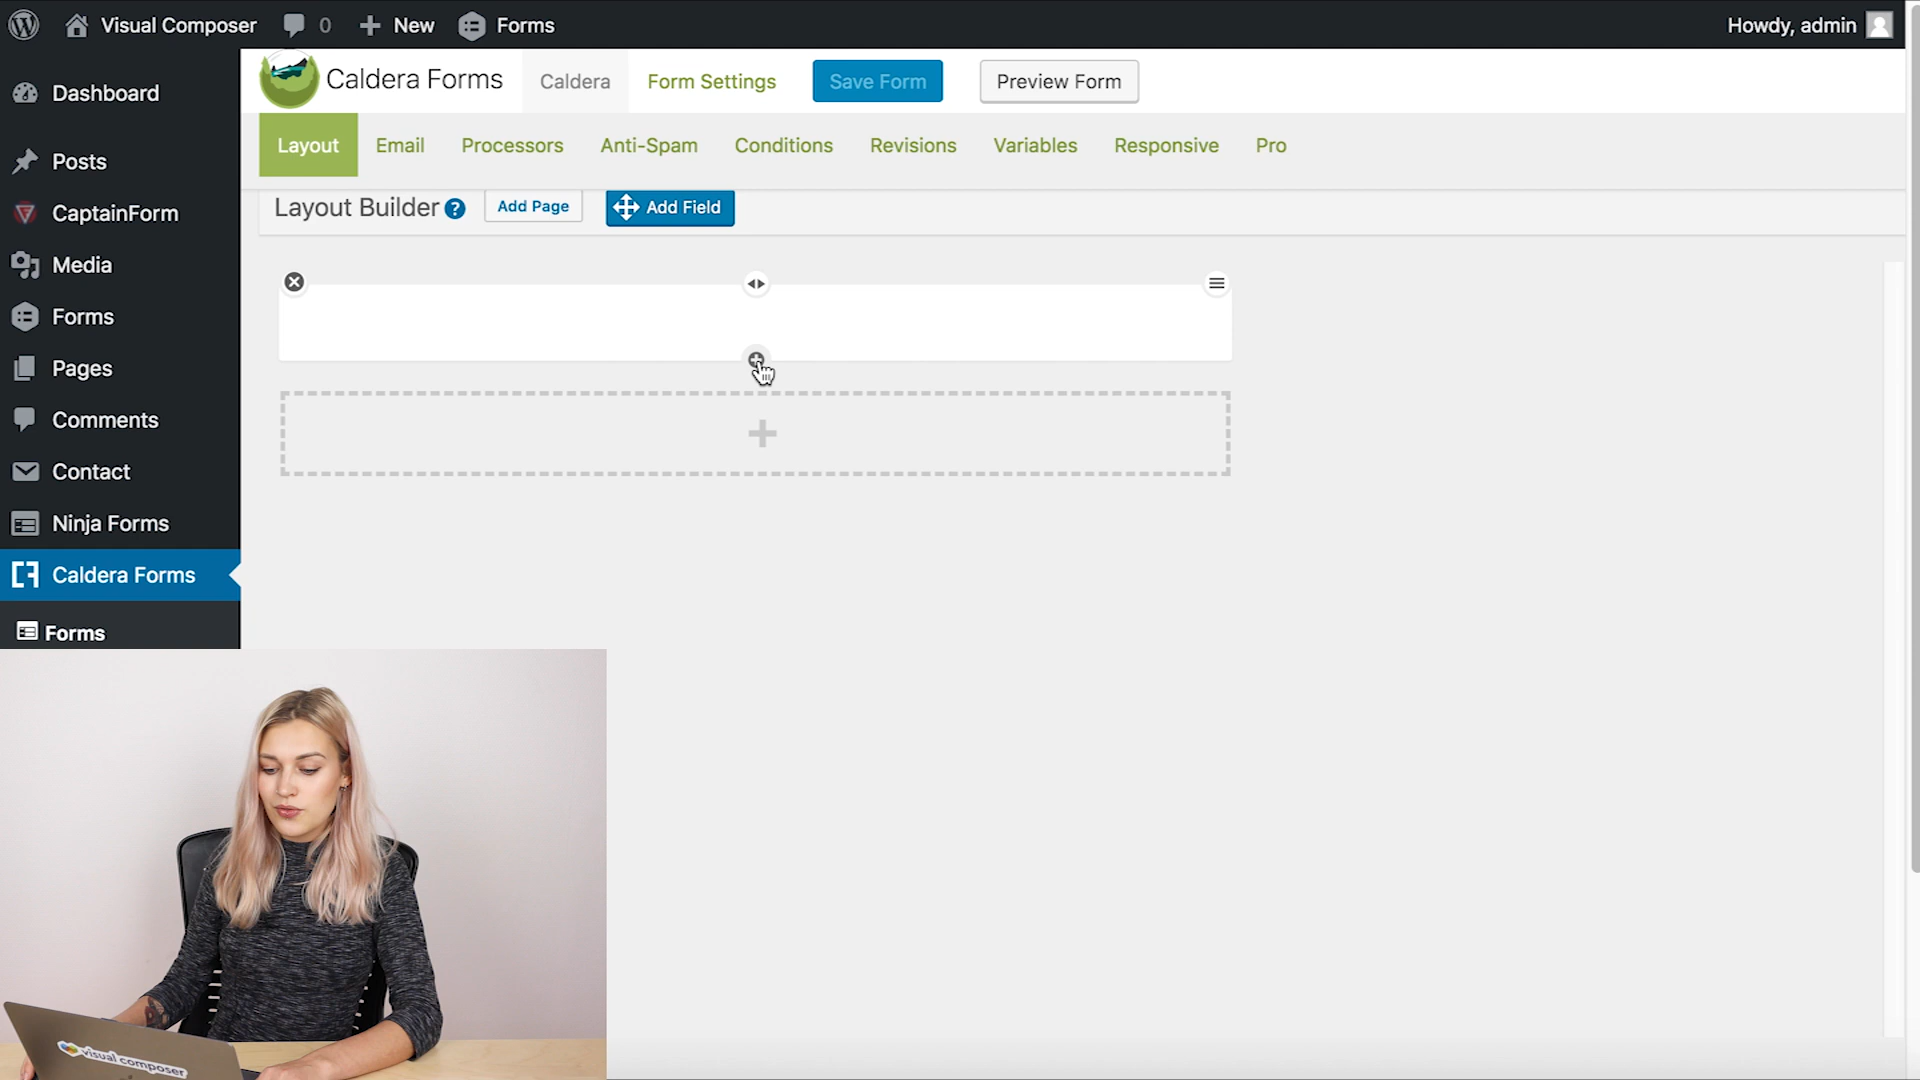 Visual Composer 0 New Forms Howdy, admin
Dashboard
Posts
CaptainForm
Media
Forms
Pages
Comments
Contact
Ninja Forms
Caldera Forms
Forms
Caldera Forms Caldera Form Settings Save Form Preview Form
Layout Email Processors Anti-Spam Conditions Revisions Variables Responsive Pro
Layout Builder ? Add Page Add Field
visual composer